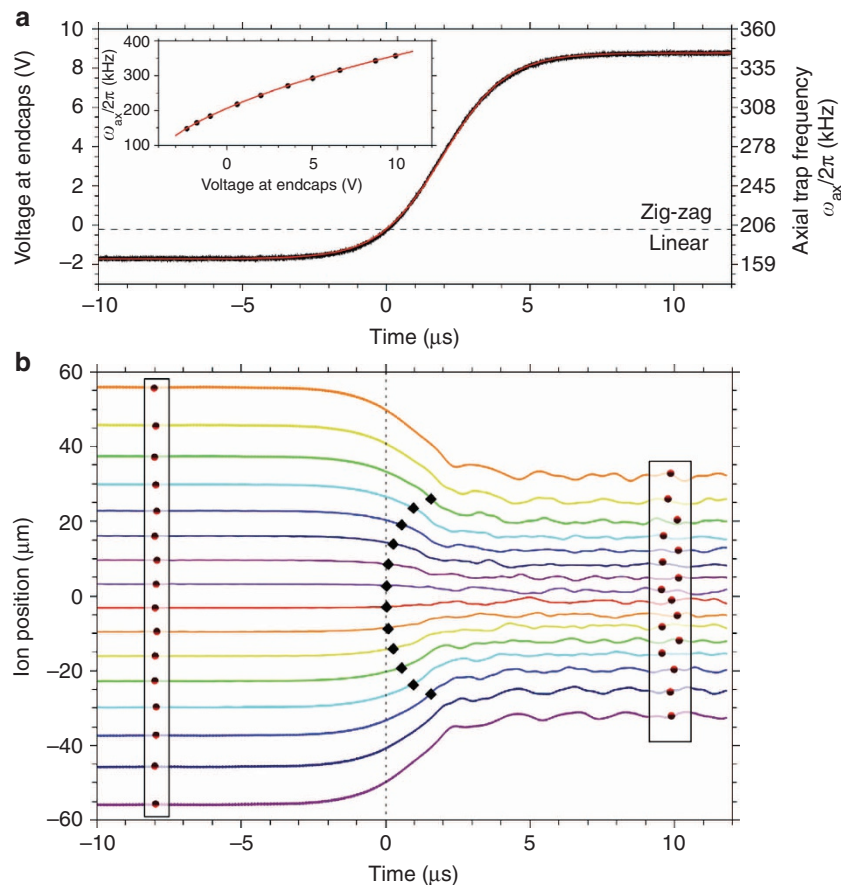 a
10
8
6
4
2
0
−2
Voltage at endcaps (V)
400
300
200
100
ω_ax/2π (kHz)
0 5 10
Voltage at endcaps (V)
360
335
308
278
245
206
159
Axial trap frequency
ω_ax/2π (kHz)
Zig-zag
Linear
−10 −5 0 5 10
Time (μs)
b
60
40
20
0
−20
−40
−60
Ion position (μm)
−10 −5 0 5 10
Time (μs)